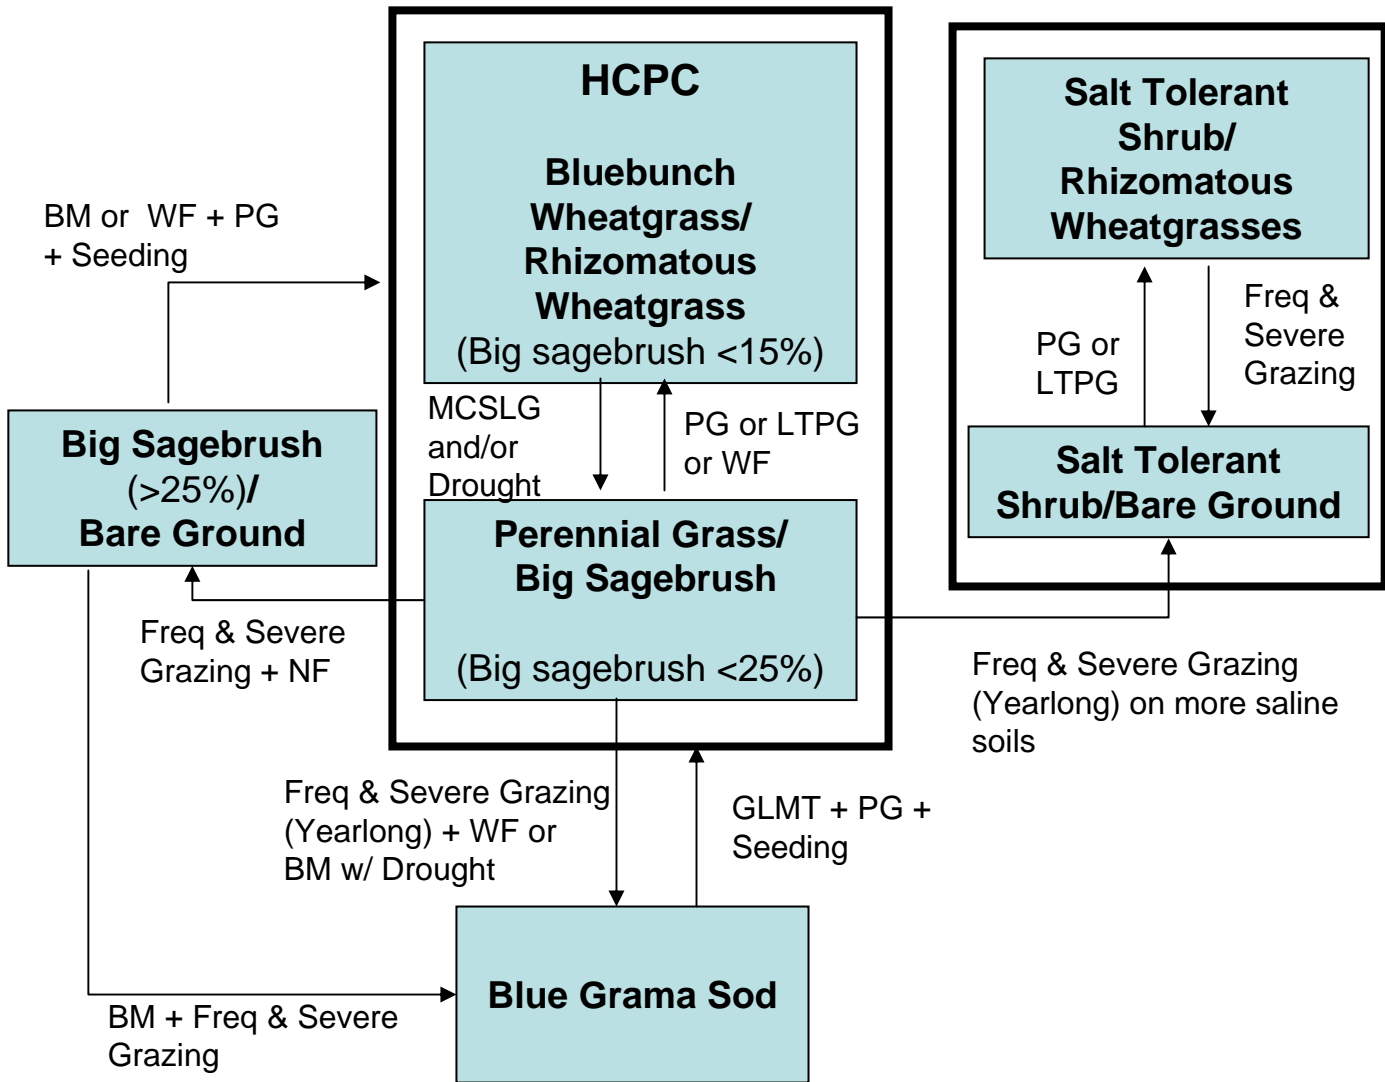 HCPC
Bluebunch
Wheatgrass/
Rhizomatous
Wheatgrass
(Big sagebrush <15%)
Salt Tolerant
Shrub/
Rhizomatous
Wheatgrasses
BM or WF + PG
+ Seeding
MCSLG
and/or
Drought
PG or LTPG
or WF
PG or
LTPG
Freq &
Severe
Grazing
Big Sagebrush
(>25%)/
Bare Ground
Perennial Grass/
Big Sagebrush
(Big sagebrush <25%)
Salt Tolerant
Shrub/Bare Ground
Freq & Severe
Grazing + NF
Freq & Severe Grazing
(Yearlong) on more saline
soils
Freq & Severe Grazing
(Yearlong) + WF or
BM w/ Drought
GLMT + PG +
Seeding
Blue Grama Sod
BM + Freq & Severe
Grazing